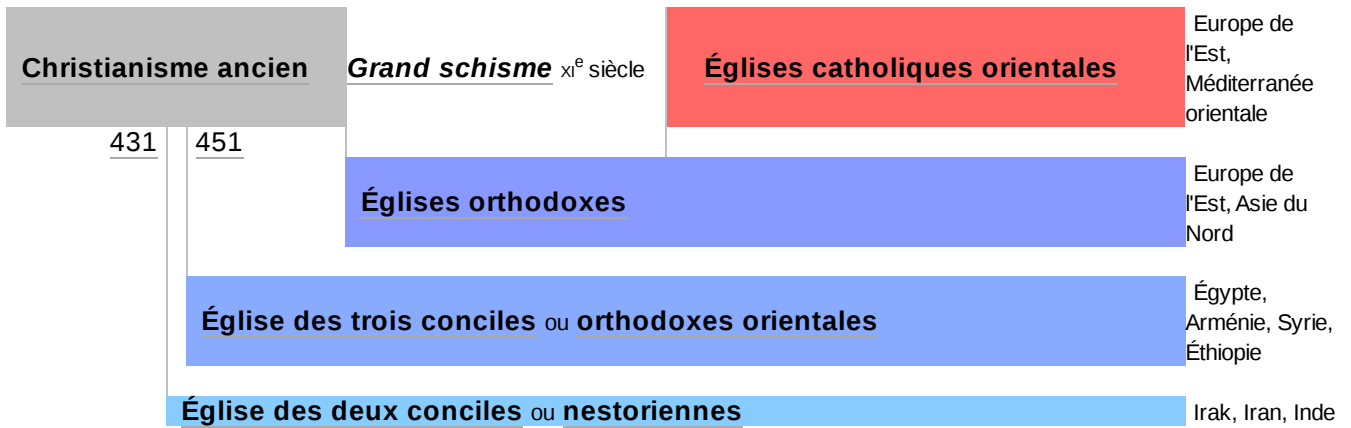 Christianisme ancien
Grand schisme XIe siècle
Églises catholiques orientales
Europe de
l'Est,
Méditerranée
orientale
431
451
Églises orthodoxes
Europe de
l'Est, Asie du
Nord
Église des trois conciles ou orthodoxes orientales
Égypte,
Arménie, Syrie,
Éthiopie
Église des deux conciles ou nestoriennes
Irak, Iran, Inde